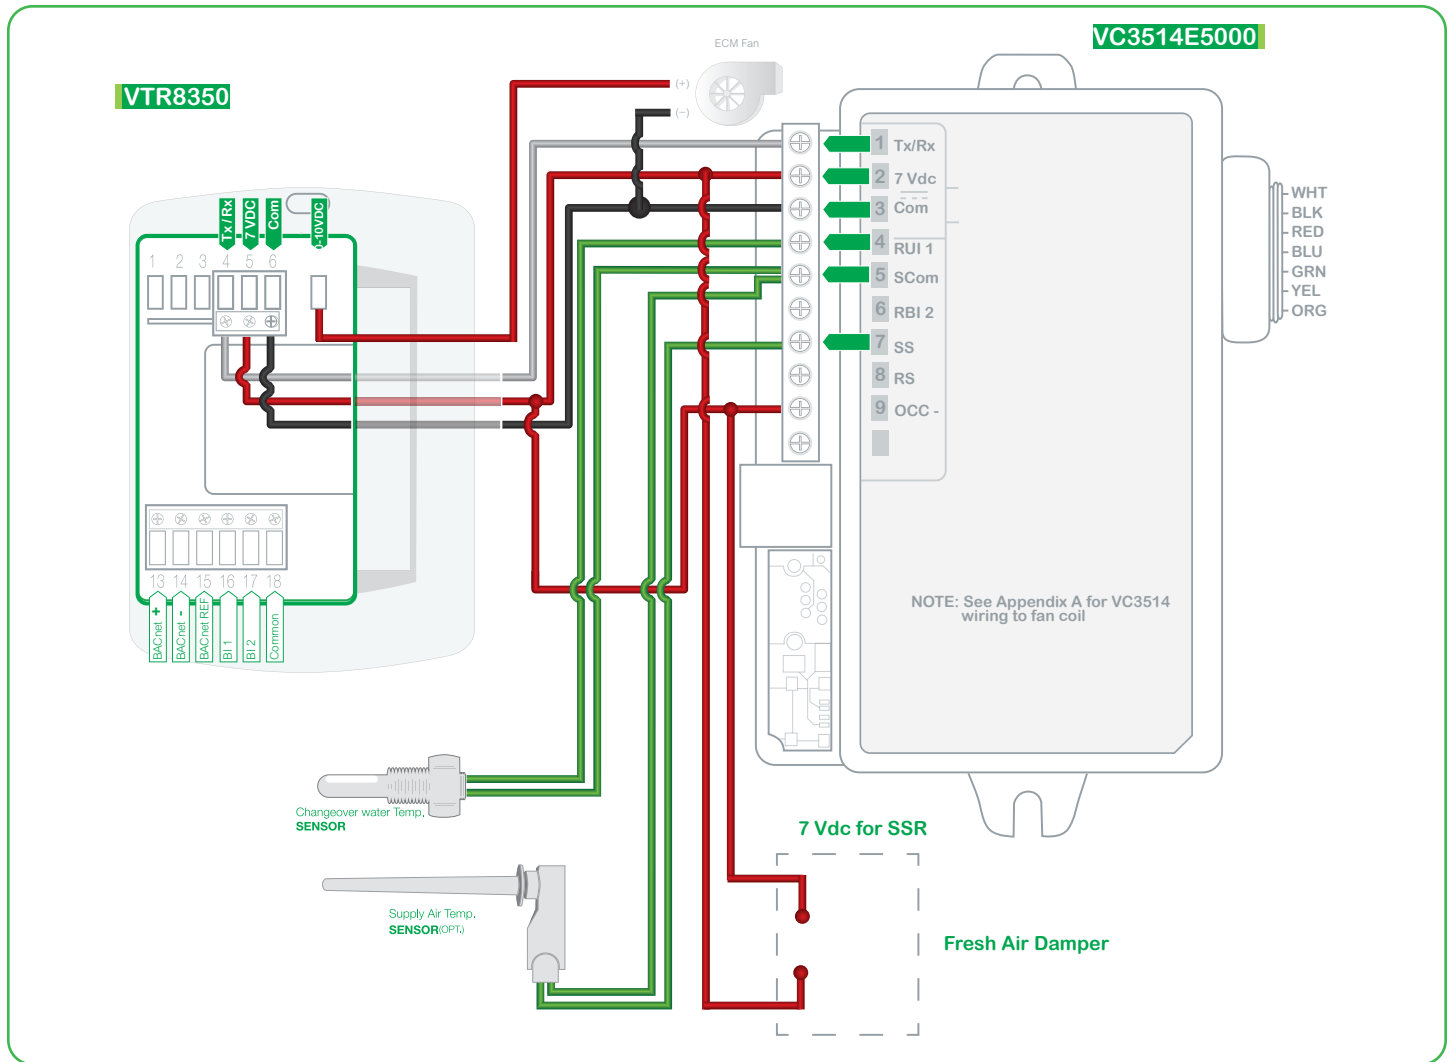 VC3514E5000
ECM Fan
VTR8350
(+)
(−)
1 Tx/Rx
2 7 Vdc
3 Com
4 RUI 1
5 SCom
6 RBI 2
7 SS
8 RS
9 OCC -
WHT
BLK
RED
BLU
GRN
YEL
ORG
Tx / Rx
7 VDC
Com
0-10VDC
1 2 3 4 5 6
13 14 15 16 17 18
BACnet +
BACnet -
BACnet REF
BI 1
BI 2
Common
NOTE: See Appendix A for VC3514
wiring to fan coil
Changeover water Temp.
SENSOR
7 Vdc for SSR
Supply Air Temp.
SENSOR(OPT.)
Fresh Air Damper